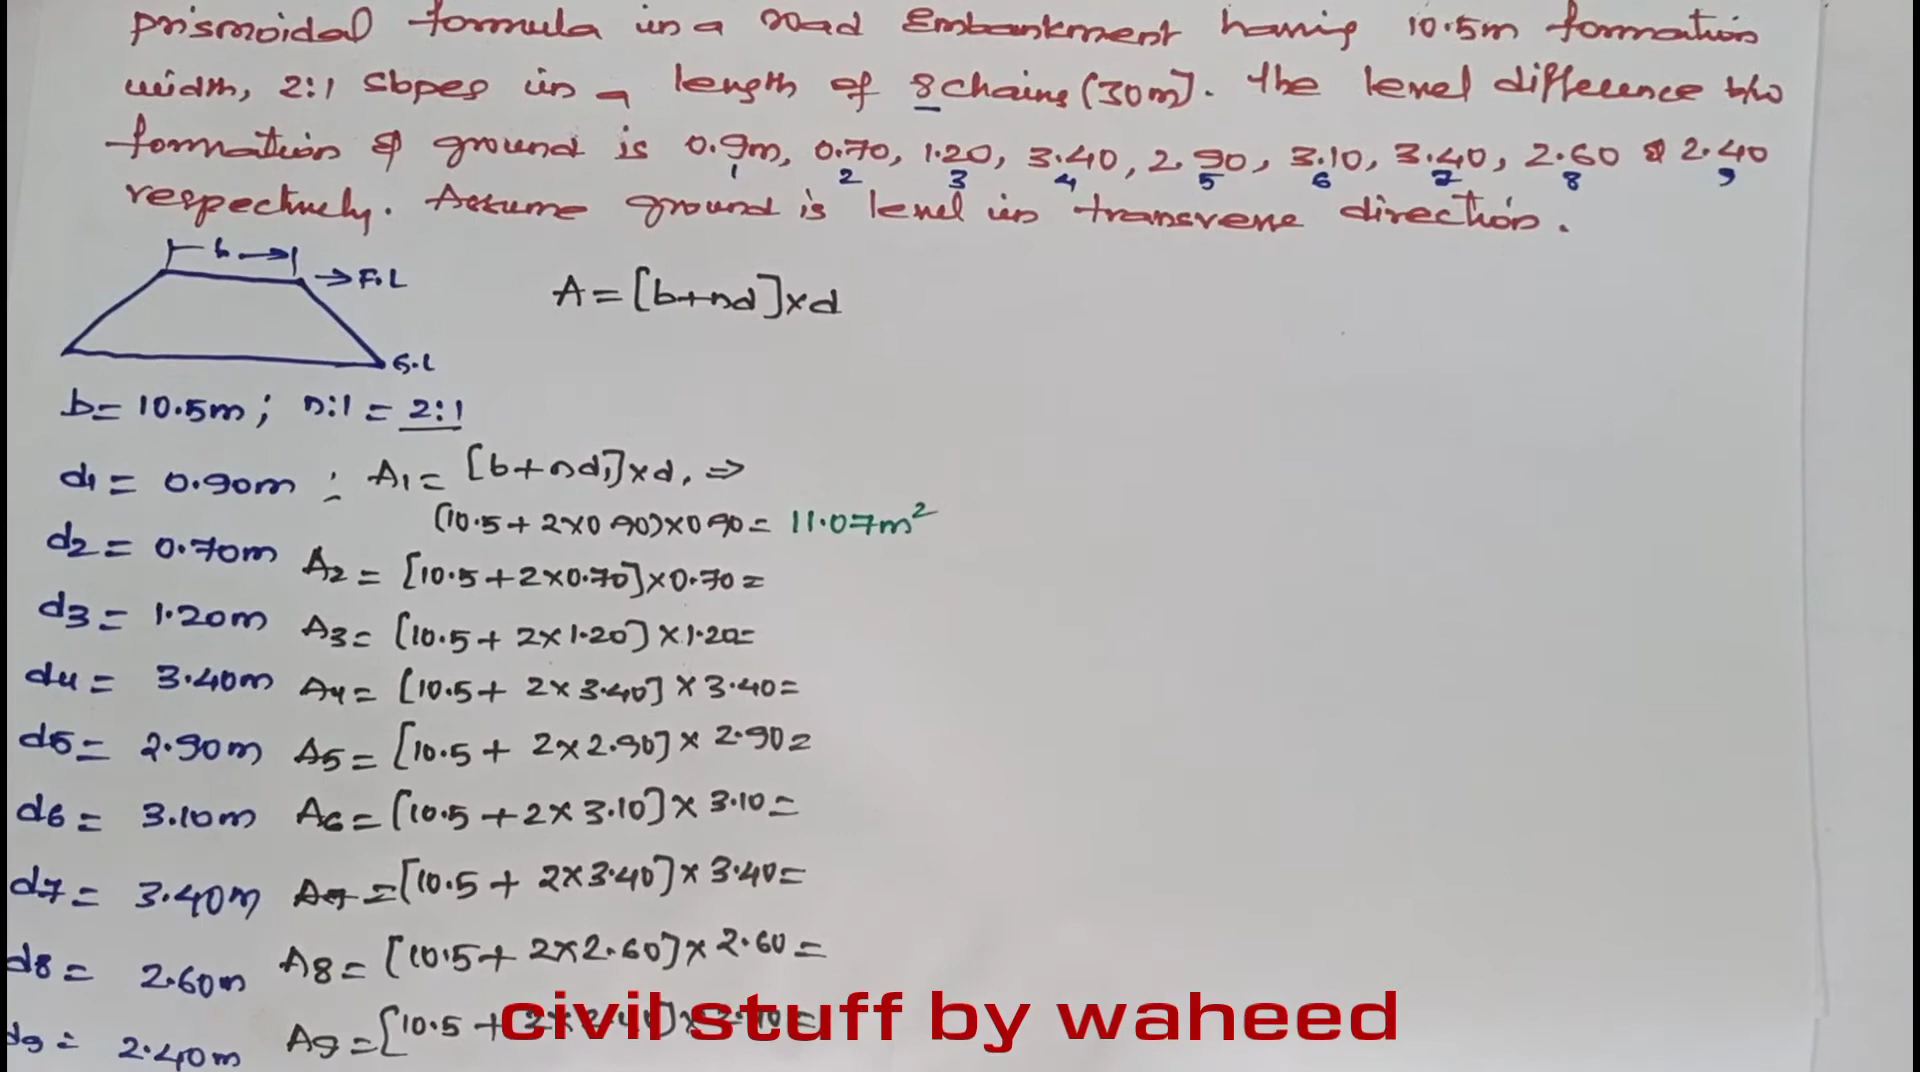 prismoidal formula in a road Embankment having 10.5m formation
width, 2:1 slopes in a length of 8chains (30m). The level difference b/w
formation & ground is 0.9m, 0.70, 1.20, 3.40, 2.90, 3.10, 3.40, 2.60 & 2.40
1 2 3 4 5 6 7 8 9
respectively. Assume ground is level in transverse direction.
b
F.L
A = [b+nd]×d
G.L
b= 10.5m ; n:1 = 2:1
d1 = 0.90m : A1 = [b+nd1]×d1 ⇒
(10.5+ 2×0.90)×0.90 = 11.07m²
d2 = 0.70m A2 = [10.5+2×0.70]×0.70=
d3 = 1.20m A3= [10.5+ 2×1.20]×1.20=
d4 = 3.40m A4= [10.5+ 2×3.40]×3.40=
d5= 2.90m A5= [10.5+ 2×2.90]× 2.90=
d6 = 3.10m A6= [10.5+2× 3.10]× 3.10=
d7 = 3.40m A7=[10.5+ 2×3.40]× 3.40=
d8 = 2.60m A8= [10.5+ 2×2.60]× 2.60=
d9 = 2.40m A9=[10.5+
civil stuff by waheed